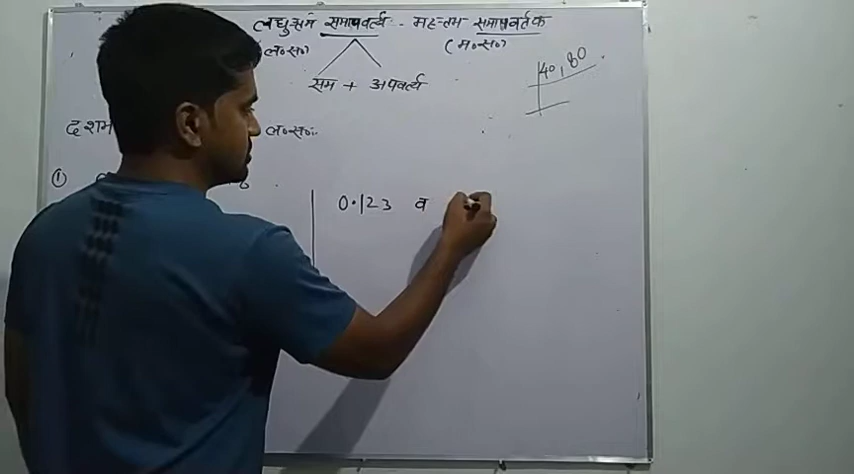 लघुत्तम समापवर्त्य - महत्तम समापवर्तक
(ल०स०) (म०स०)
40, 80
सम + अपवर्त्य
दशम ल०स०:-
①
0.123 व